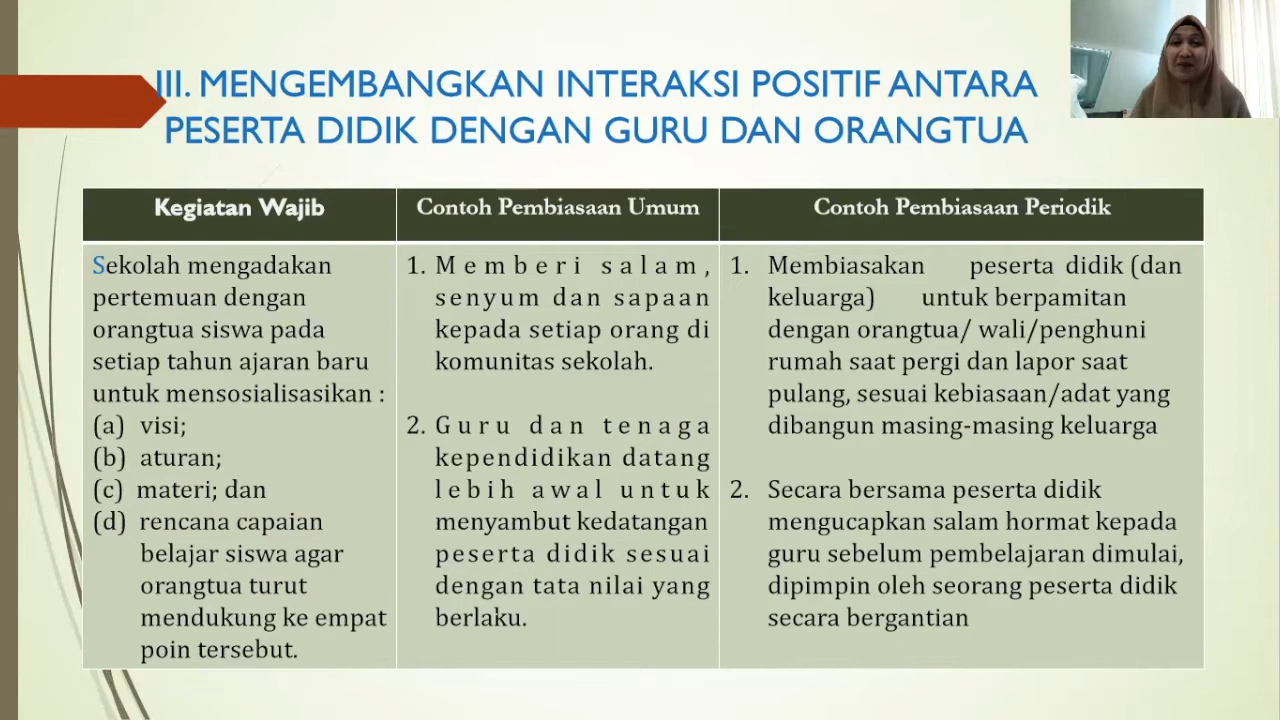 III. MENGEMBANGKAN INTERAKSI POSITIF ANTARA
PESERTA DIDIK DENGAN GURU DAN ORANGTUA
Kegiatan Wajib
Sekolah mengadakan
pertemuan dengan
orangtua siswa pada
setiap tahun ajaran baru
untuk mensosialisasikan :
(a) visi;
(b) aturan;
(c) materi; dan
(d) rencana capaian
belajar siswa agar
orangtua turut
mendukung ke empat
poin tersebut.
Contoh Pembiasaan Umum
1. Memberi salam,
senyum dan sapaan
kepada setiap orang di
komunitas sekolah.
2. Guru dan tenaga
kependidikan datang
lebih awal untuk
menyambut kedatangan
peserta didik sesuai
dengan tata nilai yang
berlaku.
Contoh Pembiasaan Periodik
1. Membiasakan peserta didik (dan
keluarga) untuk berpamitan
dengan orangtua/ wali/penghuni
rumah saat pergi dan lapor saat
pulang, sesuai kebiasaan/adat yang
dibangun masing-masing keluarga
2. Secara bersama peserta didik
mengucapkan salam hormat kepada
guru sebelum pembelajaran dimulai,
dipimpin oleh seorang peserta didik
secara bergantian